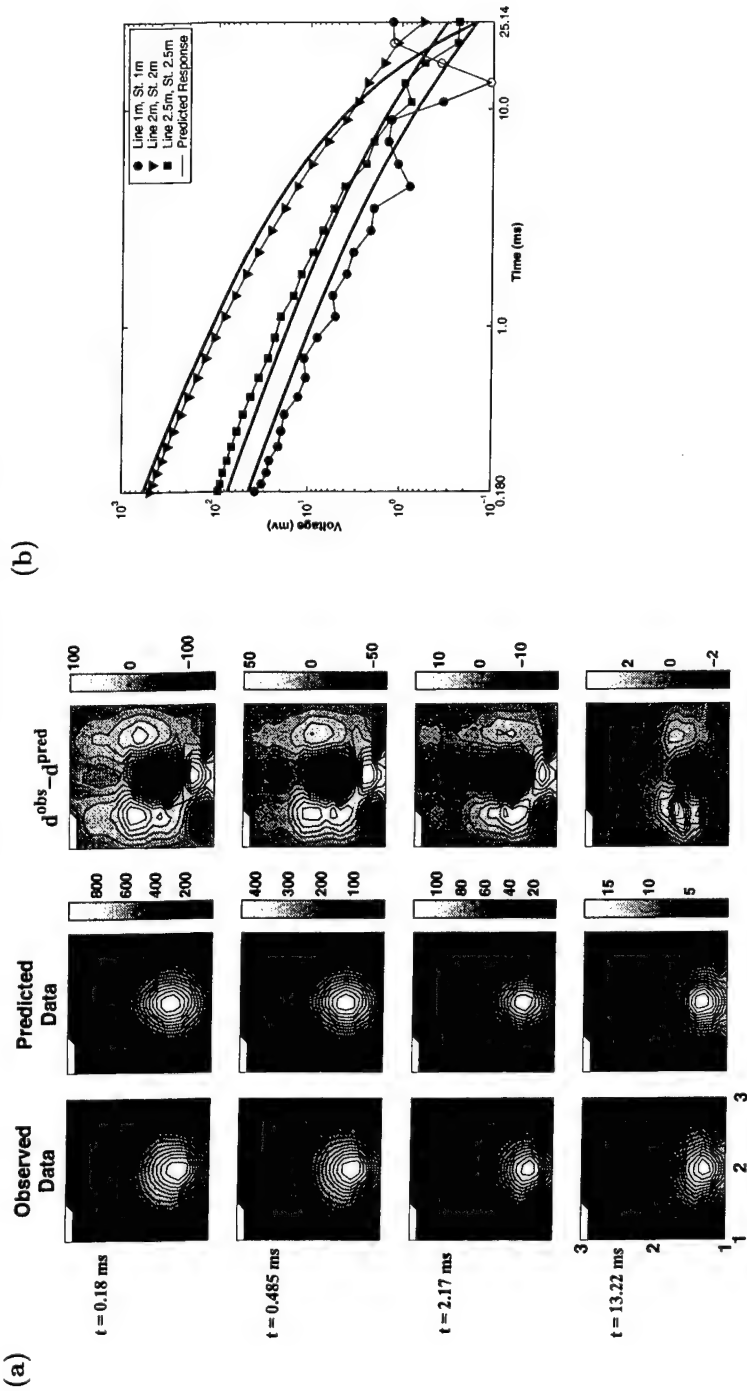 (a)
Observed Data
Predicted Data
d^obs−d^pred
t = 0.18 ms
800
600
400
200
100
0
−100
t = 0.485 ms
400
300
200
100
50
0
−50
t = 2.17 ms
100
80
60
40
20
10
0
−10
t = 13.22 ms
3
2
1
1
2
3
15
10
5
2
0
−2
(b)
Line 1m, St. 1m
Line 2m, St. 2m
Line 2.5m, St. 2.5m
Predicted Response
Voltage (mv)
10^3
10^2
10^1
10^0
10^−1
0.180
1.0
10.0
25.14
Time (ms)